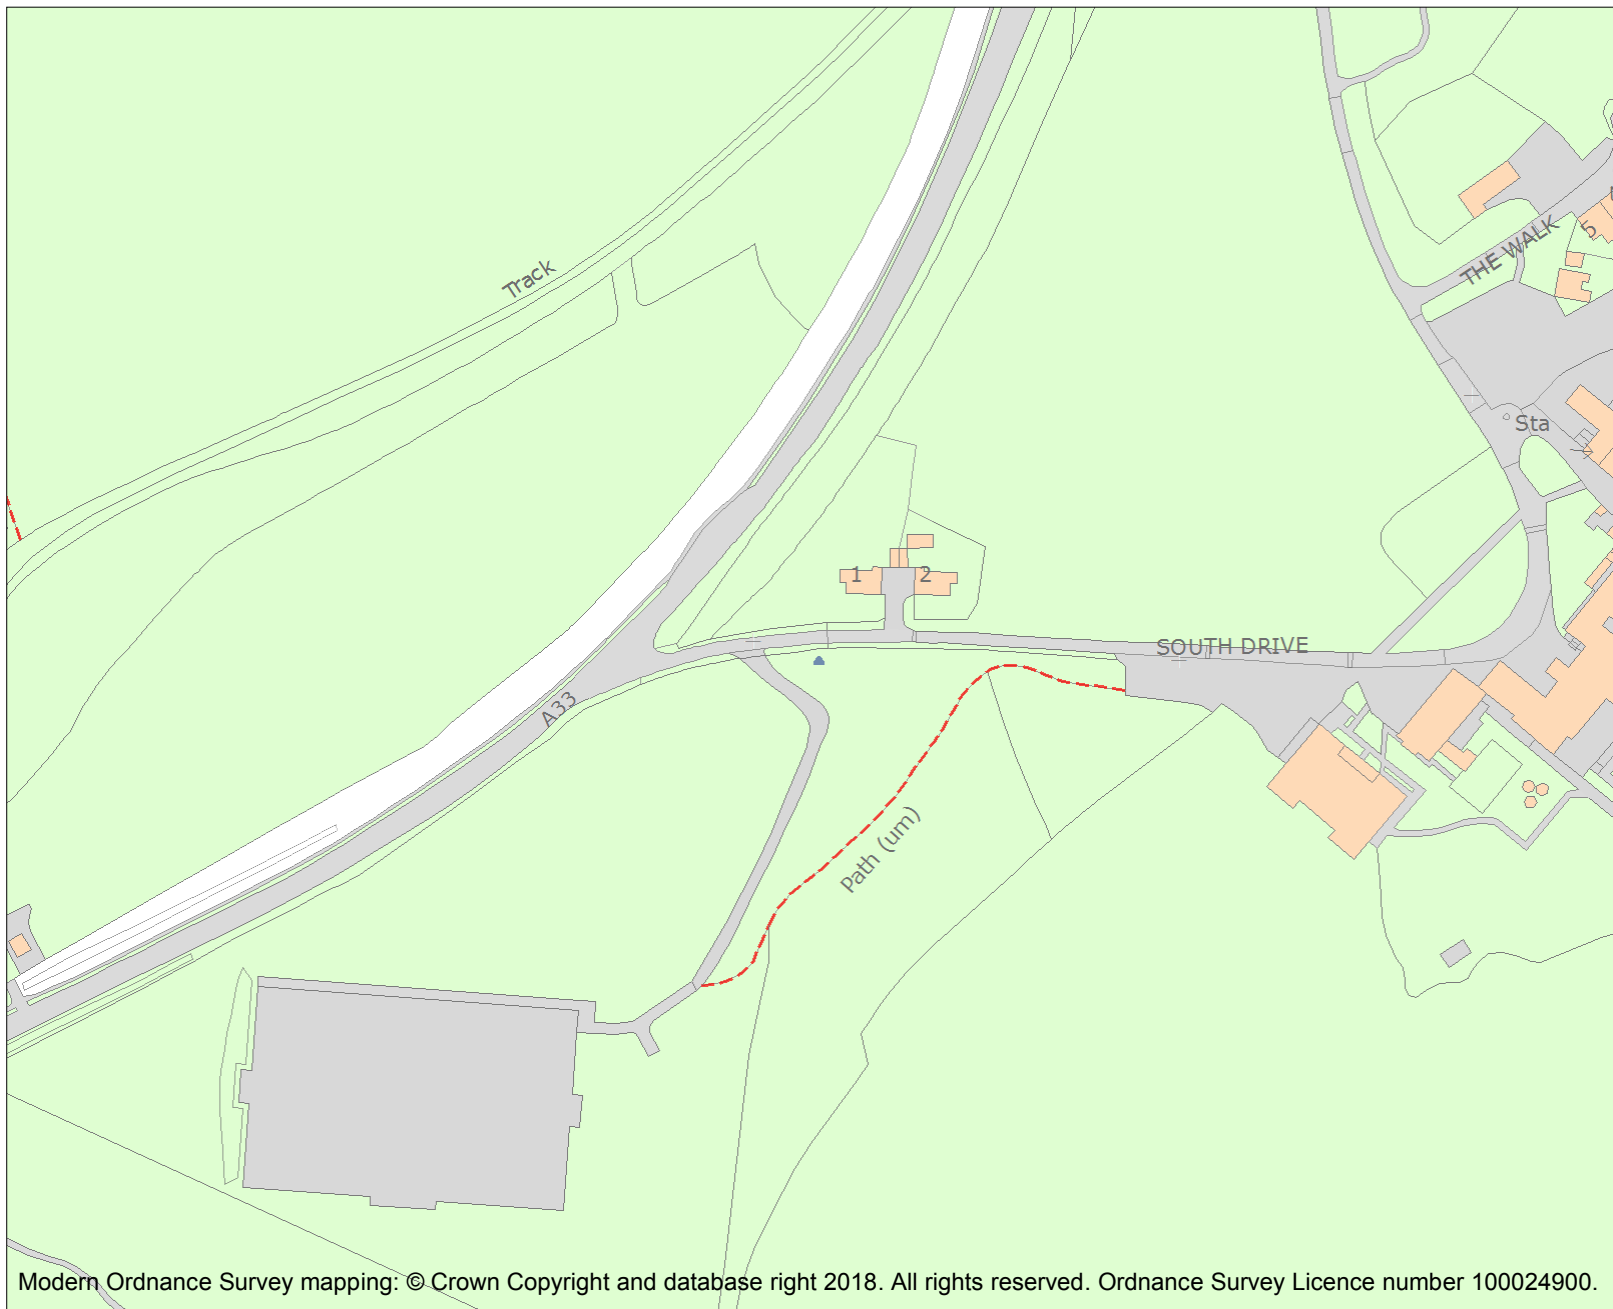 THE WALK
5
Track
Sta
1
2
SOUTH DRIVE
A33
Path (um)
Modern Ordnance Survey mapping: © Crown Copyright and database right 2018. All rights reserved. Ordnance Survey Licence number 100024900.